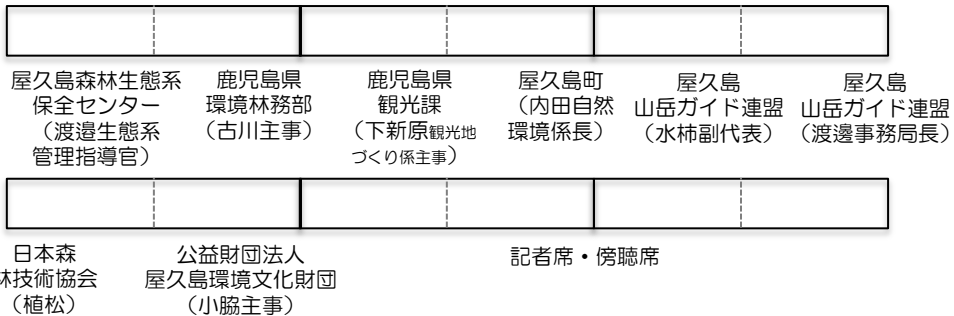 屋久島森林生態系
保全センター
（渡邉生態系
管理指導官）
鹿児島県
環境林務部
（古川主事）
鹿児島県
観光課
（下新原観光地
づくり係主事）
屋久島町
（内田自然
環境係長）
屋久島
山岳ガイド連盟
（水柿副代表）
屋久島
山岳ガイド連盟
（渡邊事務局長）
日本森
林技術協会
（植松）
公益財団法人
屋久島環境文化財団
（小脇主事）
記者席・傍聴席